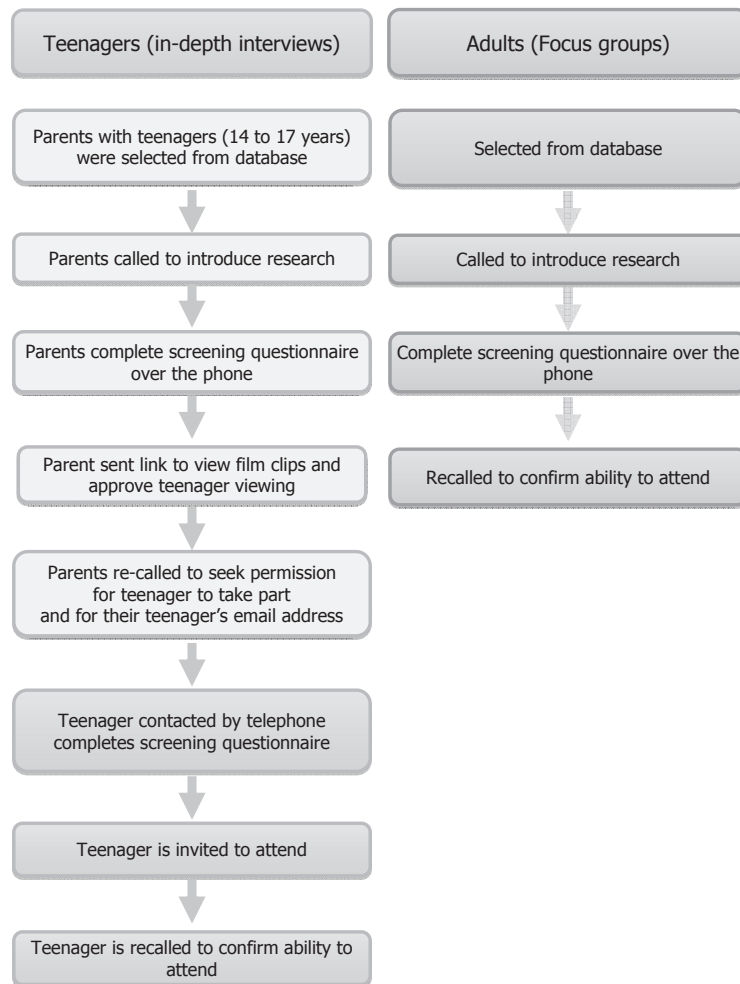 Teenagers (in-depth interviews)
Parents with teenagers (14 to 17 years)
were selected from database
Parents called to introduce research
Parents complete screening questionnaire
over the phone
Parent sent link to view film clips and
approve teenager viewing
Parents re-called to seek permission
for teenager to take part
and for their teenager's email address
Teenager contacted by telephone
completes screening questionnaire
Teenager is invited to attend
Teenager is recalled to confirm ability to
attend
Adults (Focus groups)
Selected from database
Called to introduce research
Complete screening questionnaire over the
phone
Recalled to confirm ability to attend